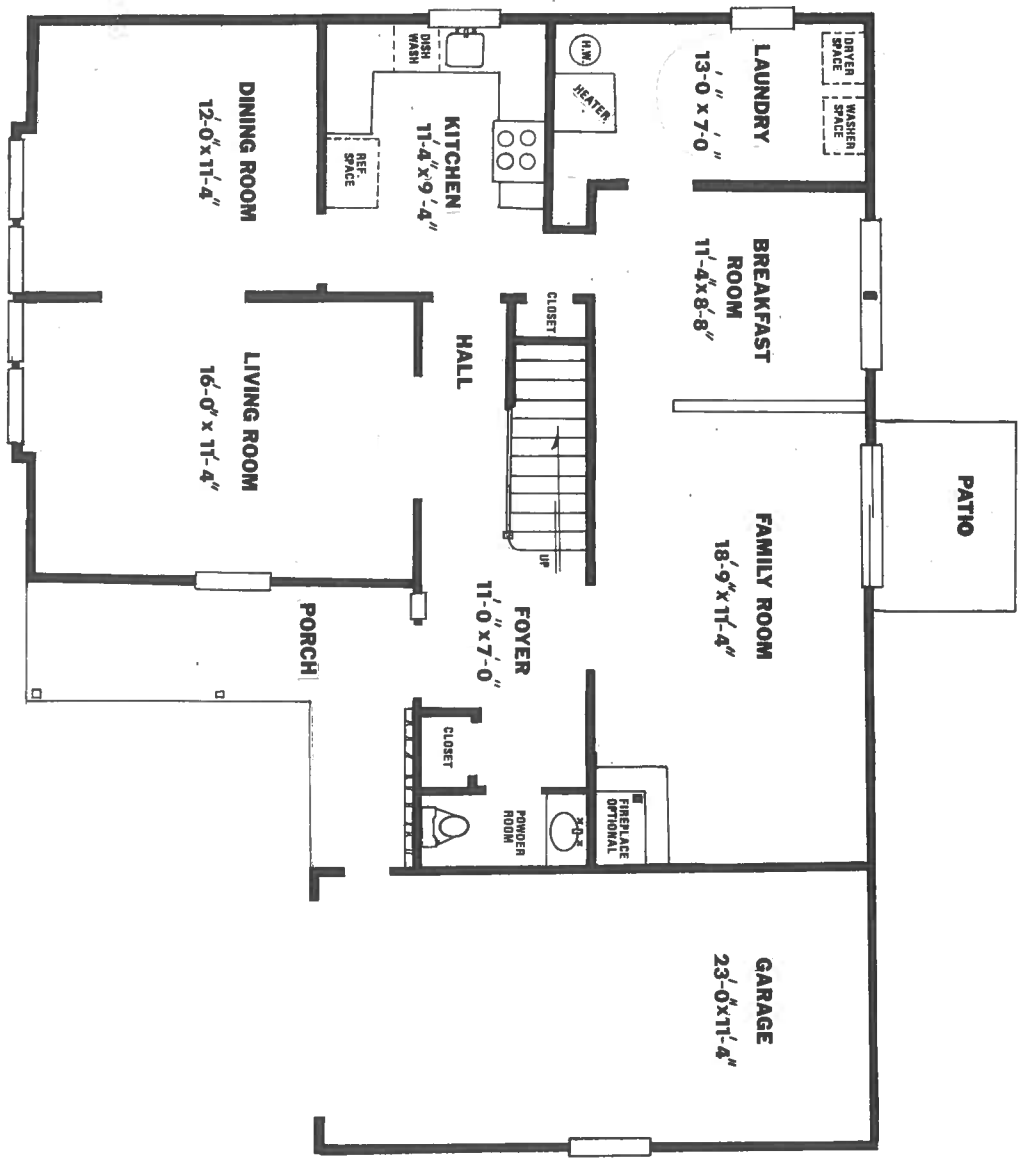 PATIO
DRYER
SPACE
WASHER
SPACE
LAUNDRY
13'-0" x 7'-0"
BREAKFAST
ROOM
11'-4" x 8'-8"
FAMILY ROOM
18'-9" x 11'-4"
GARAGE
23'-0" x 11'-4"
H.W.
HEATER
FIREPLACE
OPTIONAL
CLOSET
UP
FOYER
11'-0" x 7'-0"
POWDER
ROOM
DISH
WASH
KITCHEN
11'-4" x 9'-4"
REF.
SPACE
HALL
CLOSET
PORCH
DINING ROOM
12'-0" x 11'-4"
LIVING ROOM
16'-0" x 11'-4"